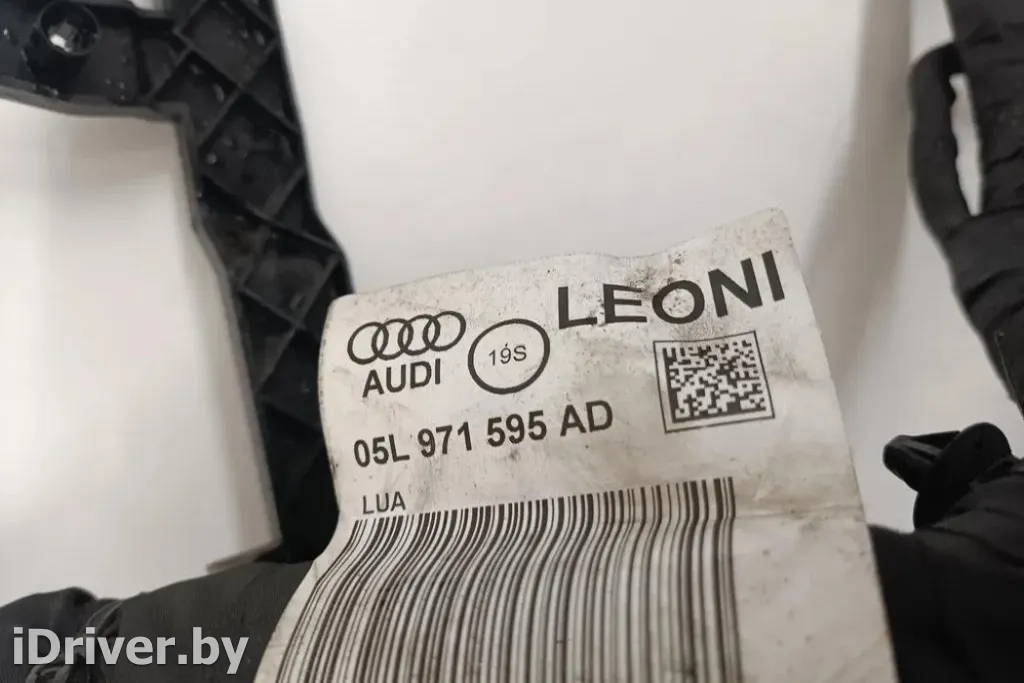 LEONI
AUDI
19S
05L 971 595 AD
LUA
iDriver.by